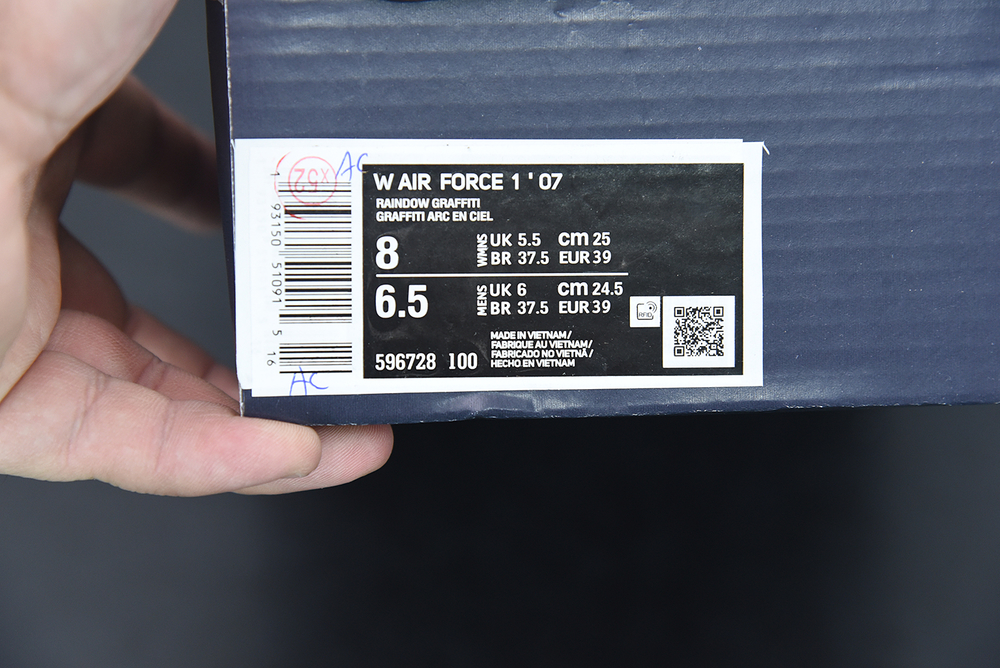 AC
X52
W AIR FORCE 1 ' 07
RAINDOW GRAFFITI
GRAFFITI ARC EN CIEL
8
WMNS
UK 5.5 cm 25
BR 37.5 EUR 39
6.5
MENS
UK 6 cm 24.5
BR 37.5 EUR 39
RFID
MADE IN VIETNAM /
FABRIQUE AU VIETNAM /
FABRICADO NO VIETNÃ /
HECHO EN VIETNAM
596728 100
1 93150 51091 5 16
AC